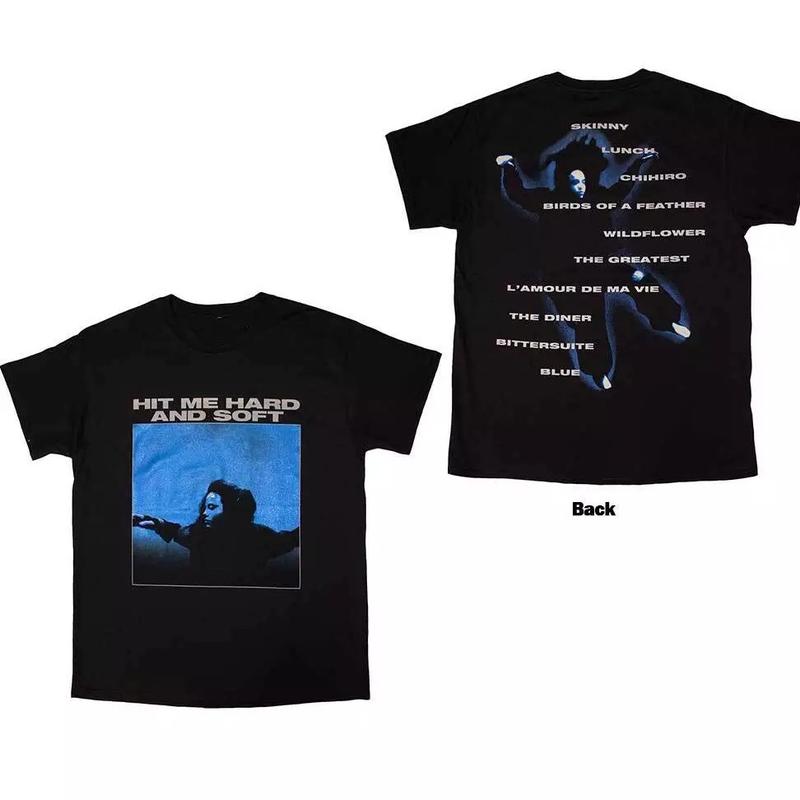 HIT ME HARD
AND SOFT
SKINNY
LUNCH
CHIHIRO
BIRDS OF A FEATHER
WILDFLOWER
THE GREATEST
L'AMOUR DE MA VIE
THE DINER
BITTERSUITE
BLUE
Back